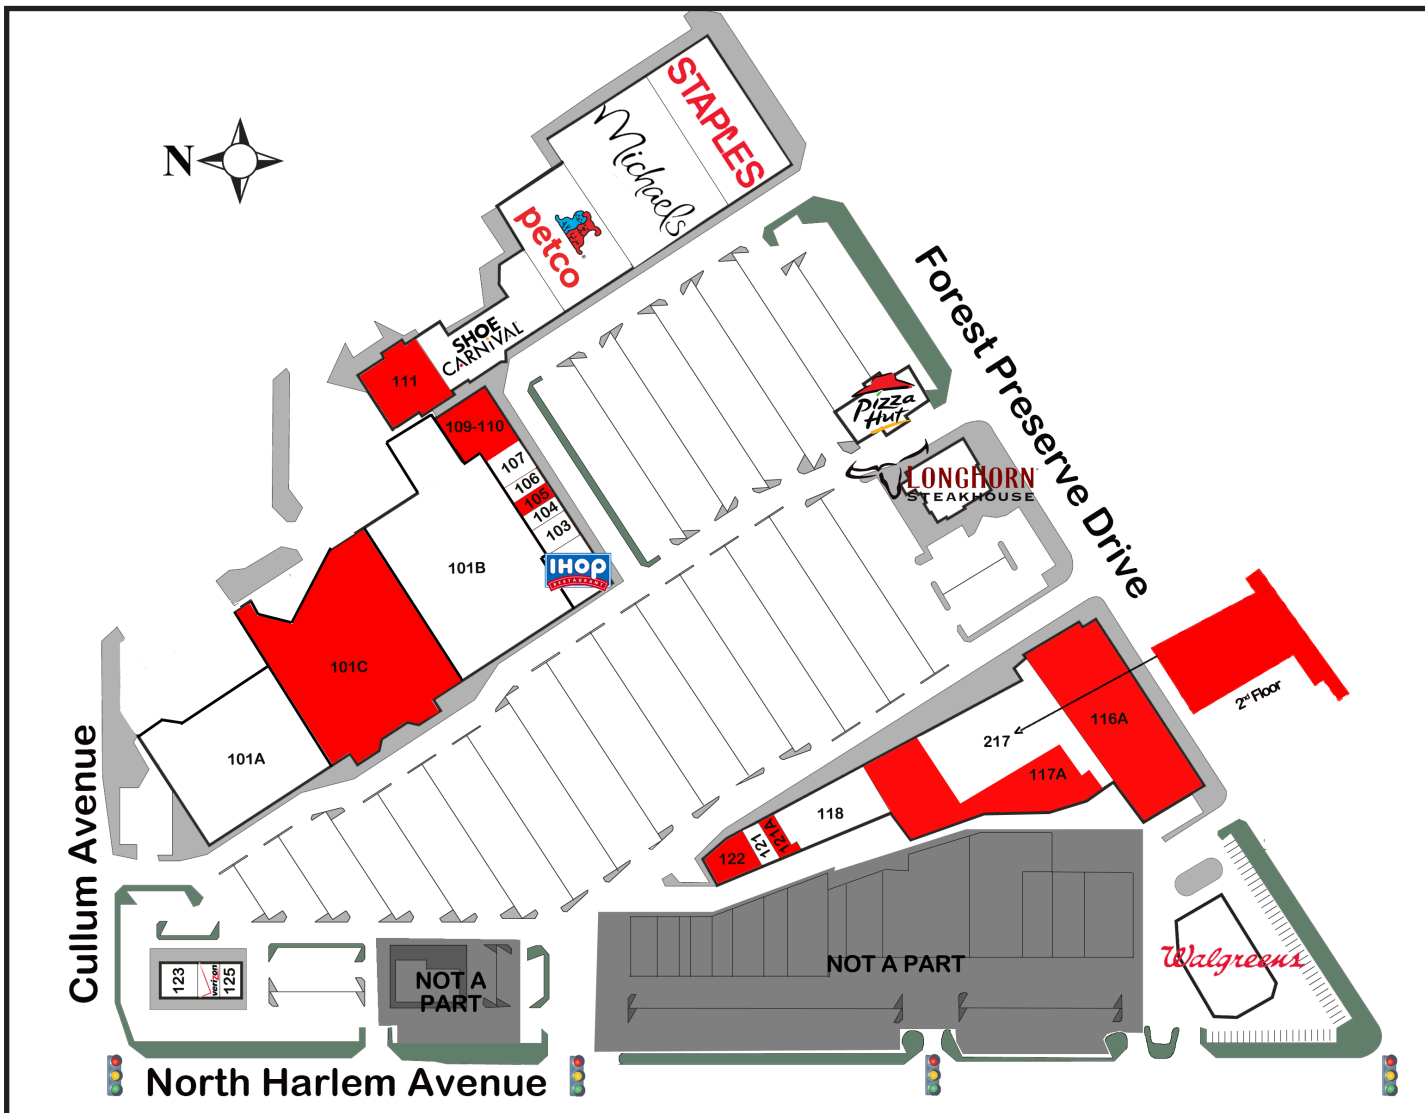 STAPLES
Michaels
N
petco
Forest Preserve Drive
SHOE
CARNIVAL
111
Pizza
Hut
109-110
107
LONGHORN
STEAKHOUSE
106
105
104
103
101B
IHOP
RESTAURANT
101C
2nd Floor
116A
217
101A
117A
118
121A
121
122
Cullum Avenue
123
verizon
125
NOT A
PART
NOT A PART
Walgreens
North Harlem Avenue